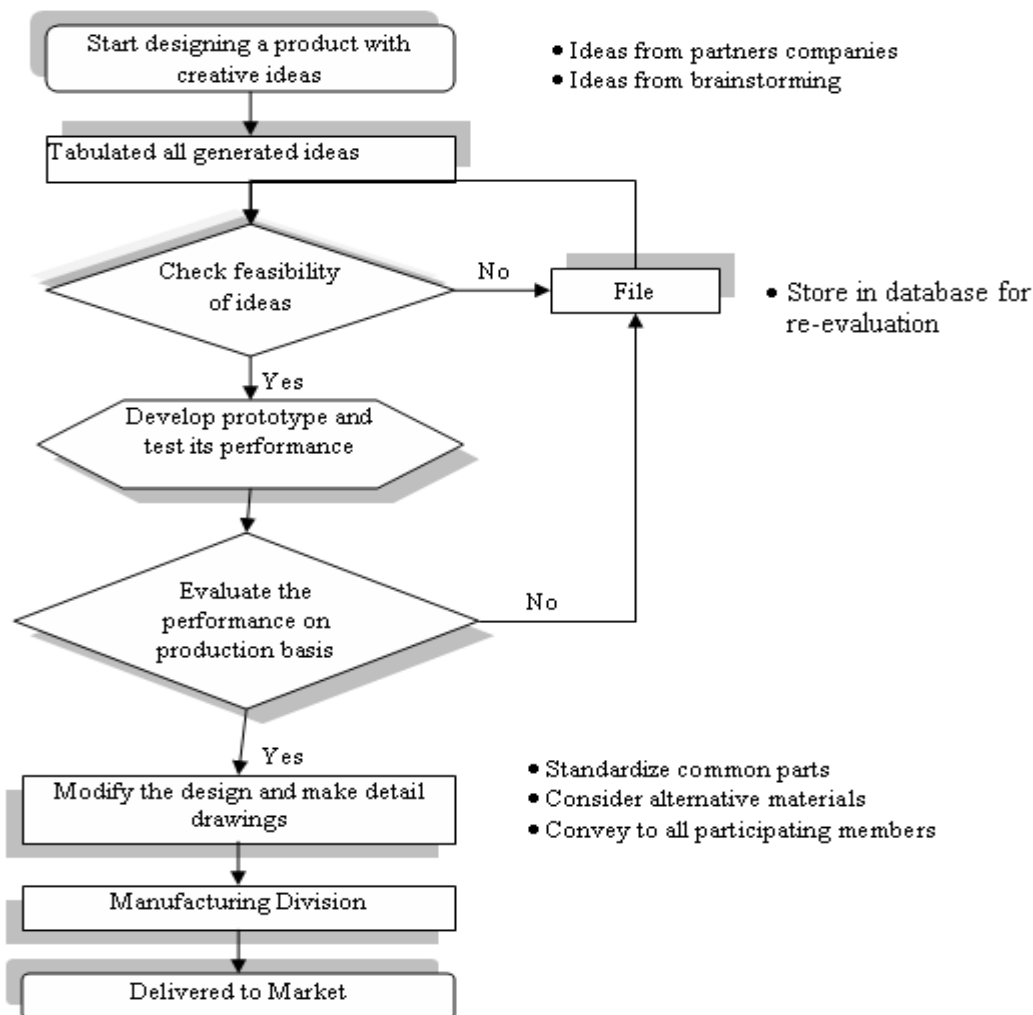 Start designing a product with
creative ideas
• Ideas from partners companies
• Ideas from brainstorming
Tabulated all generated ideas
Check feasibility
of ideas
No
File
• Store in database for
re-evaluation
Yes
Develop prototype and
test its performance
Evaluate the
performance on
production basis
No
Yes
Modify the design and make detail
drawings
• Standardize common parts
• Consider alternative materials
• Convey to all participating members
Manufacturing Division
Delivered to Market